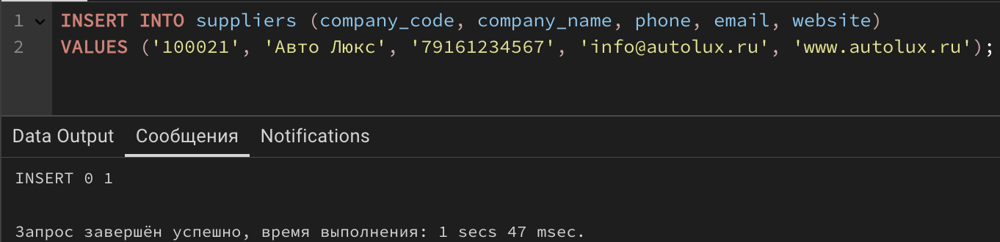 1 INSERT INTO suppliers (company_code, company_name, phone, email, website)
2 VALUES ('100021', 'Авто Люкс', '79161234567', 'info@autolux.ru', 'www.autolux.ru');
Data Output Сообщения Notifications
INSERT 0 1
Запрос завершён успешно, время выполнения: 1 secs 47 msec.